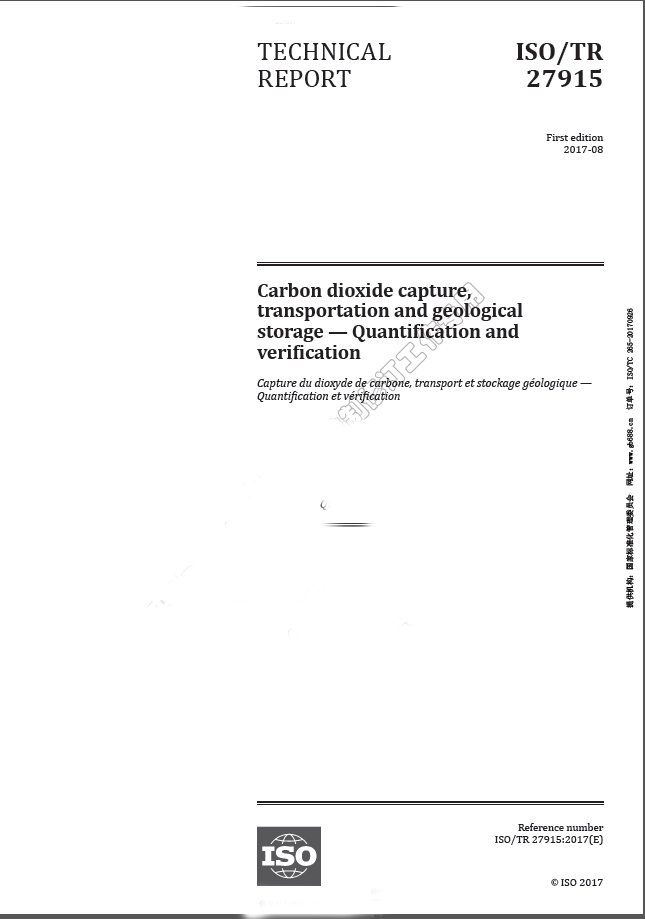 TECHNICAL
REPORT
ISO/TR
27915
First edition
2017-08
Carbon dioxide capture,
transportation and geological
storage — Quantification and
verification
Capture du dioxyde de carbone, transport et stockage géologique —
Quantification et vérification
Q
提供机构: 国家标准化管理委员会 网址: www.gb688.cn 订单号: ISO/TC 265-20170926
ISO
Reference number
ISO/TR 27915:2017(E)
© ISO 2017